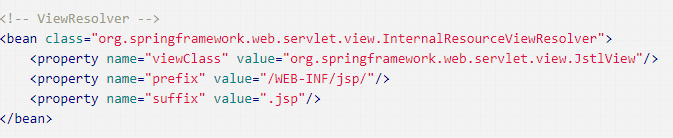 <!-- ViewResolver -->
<bean class="org.springframework.web.servlet.view.InternalResourceViewResolver">
    <property name="viewClass" value="org.springframework.web.servlet.view.JstlView"/>
    <property name="prefix" value="/WEB-INF/jsp/"/>
    <property name="suffix" value=".jsp"/>
</bean>